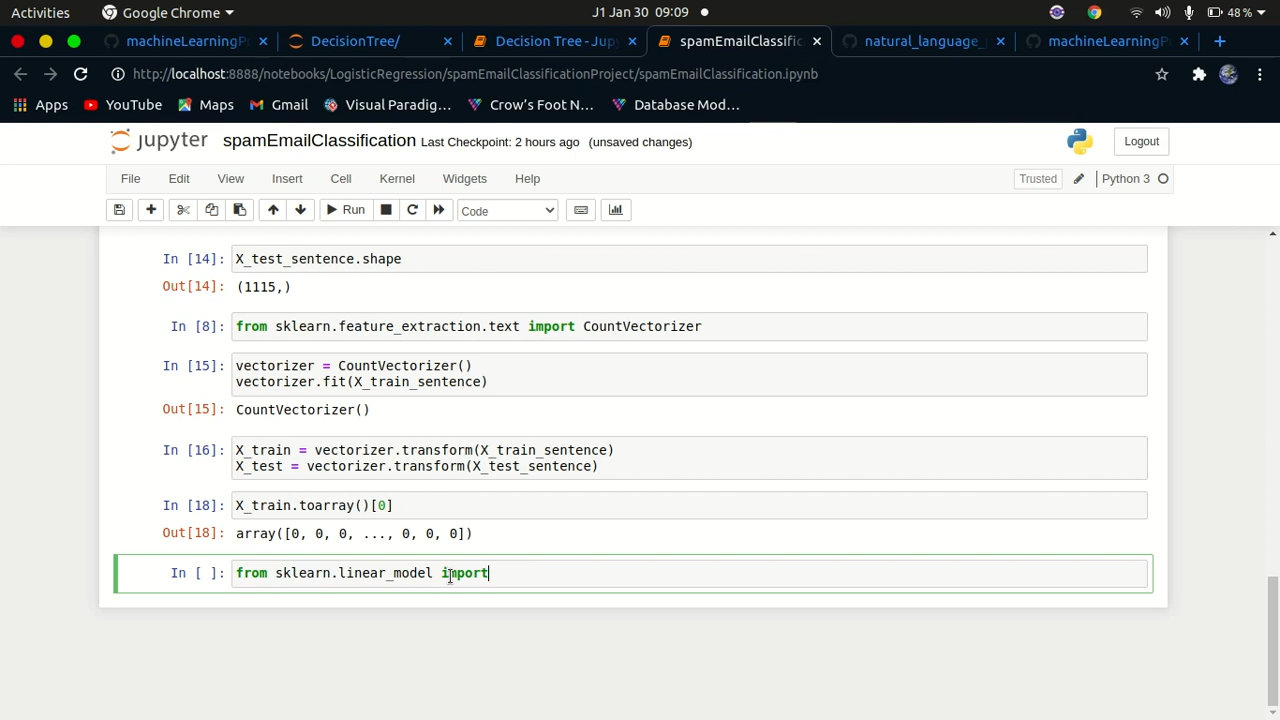 Activities Google Chrome J1 Jan 30 09:09 48%
machineLearningPr DecisionTree/ Decision Tree - Jup spamEmailClassific natural_language_ machineLearningP
http://localhost:8888/notebooks/LogisticRegression/spamEmailClassificationProject/spamEmailClassification.ipynb
Apps YouTube Maps Gmail Visual Paradig... Crow's Foot N... Database Mod...
jupyter spamEmailClassification Last Checkpoint: 2 hours ago (unsaved changes) Logout
File Edit View Insert Cell Kernel Widgets Help Trusted Python 3
Run Code
In [14]: X_test_sentence.shape
Out[14]: (1115,)
In [8]: from sklearn.feature_extraction.text import CountVectorizer
In [15]: vectorizer = CountVectorizer()
vectorizer.fit(X_train_sentence)
Out[15]: CountVectorizer()
In [16]: X_train = vectorizer.transform(X_train_sentence)
X_test = vectorizer.transform(X_test_sentence)
In [18]: X_train.toarray()[0]
Out[18]: array([0, 0, 0, ..., 0, 0, 0])
In [ ]: from sklearn.linear_model import